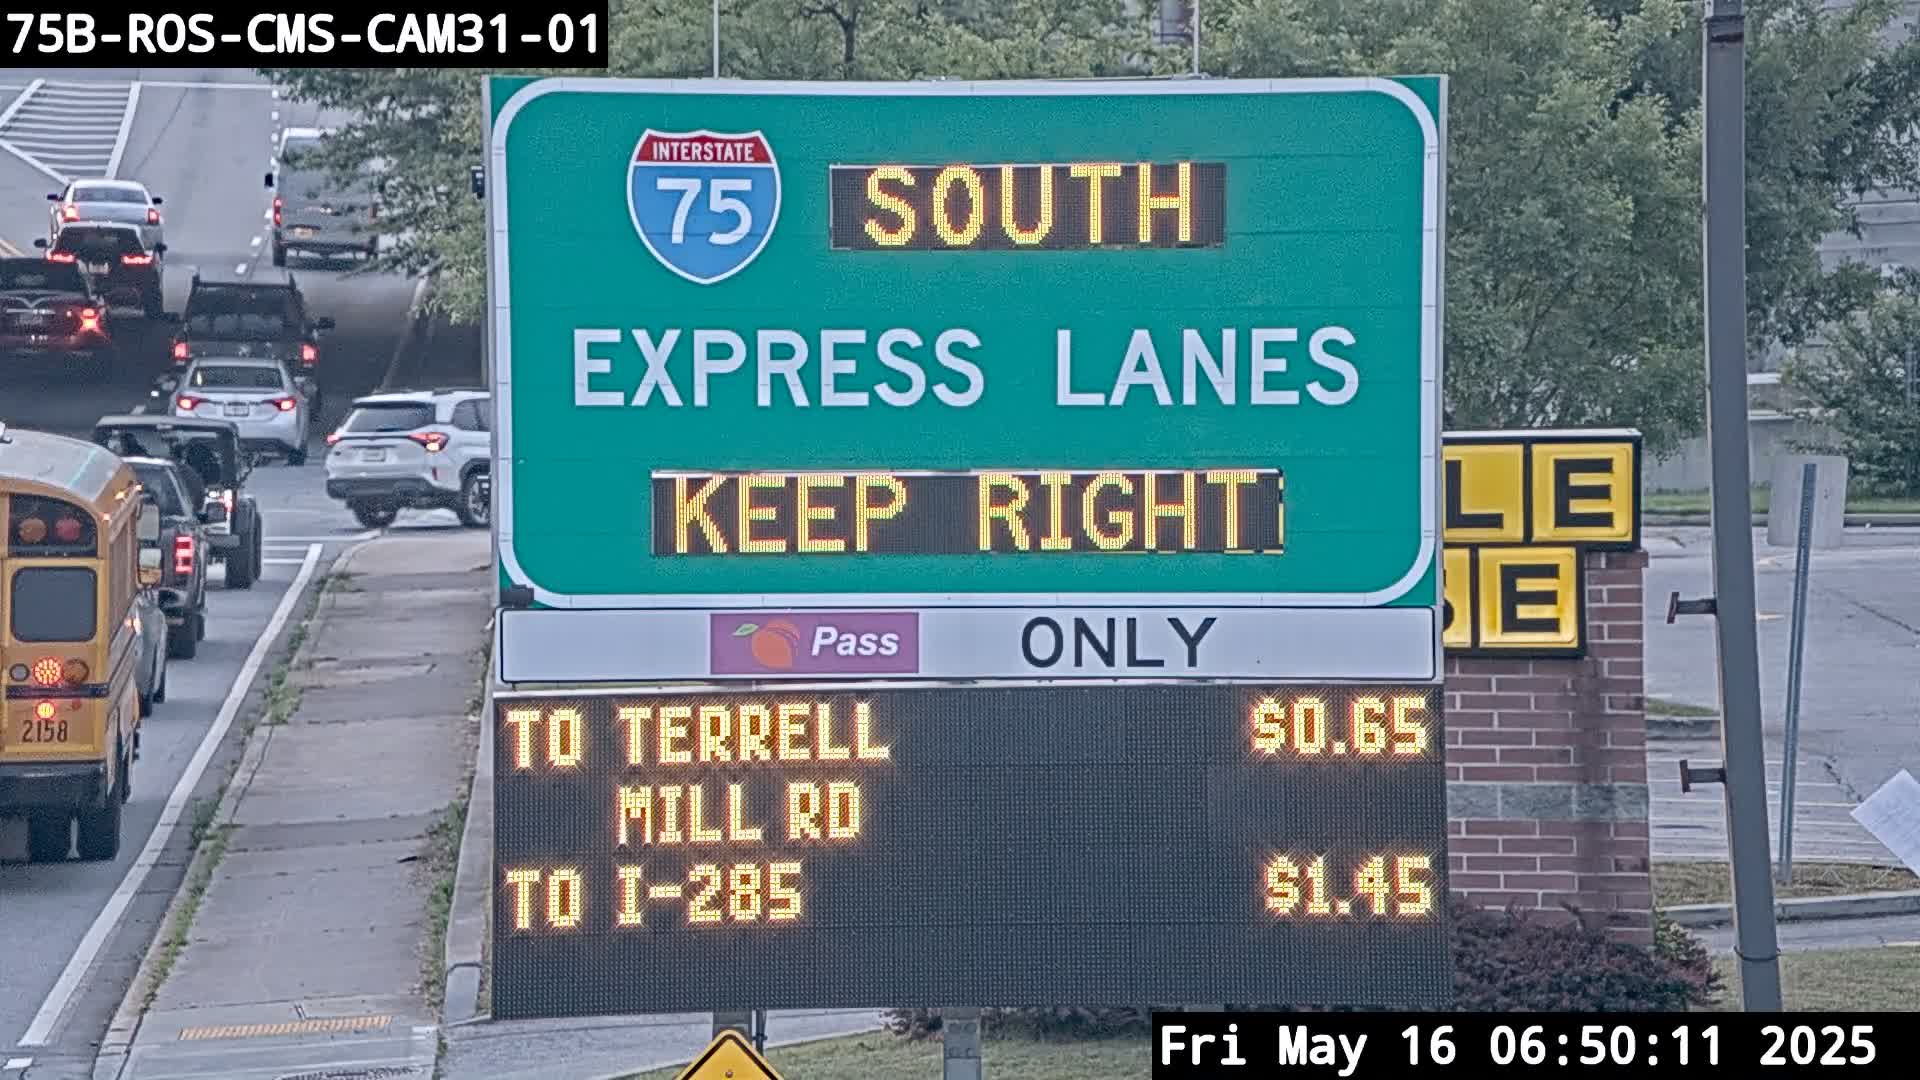 75B-ROS-CMS-CAM31-01
INTERSTATE
75
SOUTH
EXPRESS LANES
KEEP RIGHT
Pass ONLY
TO TERRELL $0.65
MILL RD
TO I-285 $1.45
LE
E
2158
Fri May 16 06:50:11 2025